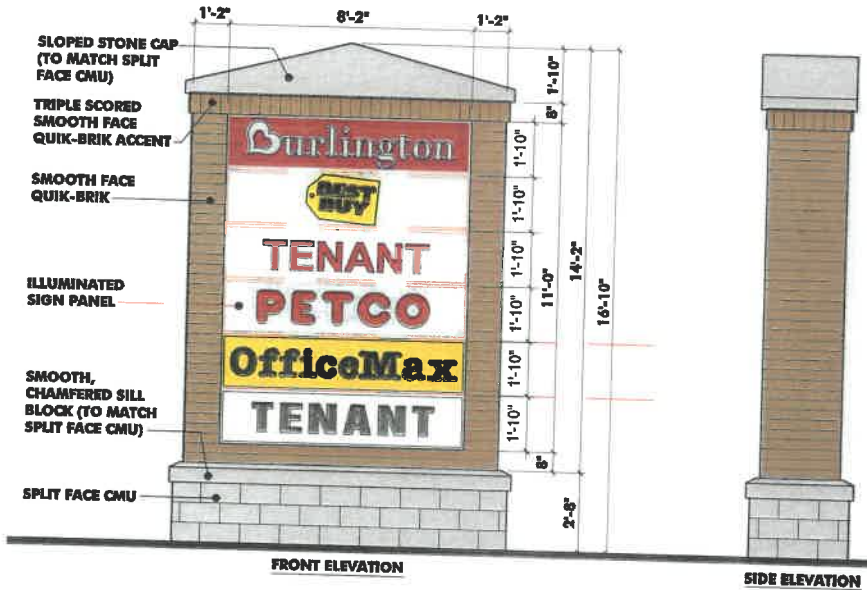 1'-2"
8'-2"
1'-2"
SLOPED STONE CAP
(TO MATCH SPLIT
FACE CMU)
TRIPLE SCORED
SMOOTH FACE
QUIK-BRIK ACCENT
SMOOTH FACE
QUIK-BRIK
ILLUMINATED
SIGN PANEL
SMOOTH,
CHAMFERED SILL
BLOCK (TO MATCH
SPLIT FACE CMU)
SPLIT FACE CMU
Burlington
BEST
BUY
TENANT
PETCO
OfficeMax
TENANT
1'-10"
1'-10"
1'-10"
1'-10"
1'-10"
1'-10"
1'-10"
8"
11'-0"
8"
14'-2"
2'-8"
16'-10"
FRONT ELEVATION
SIDE ELEVATION